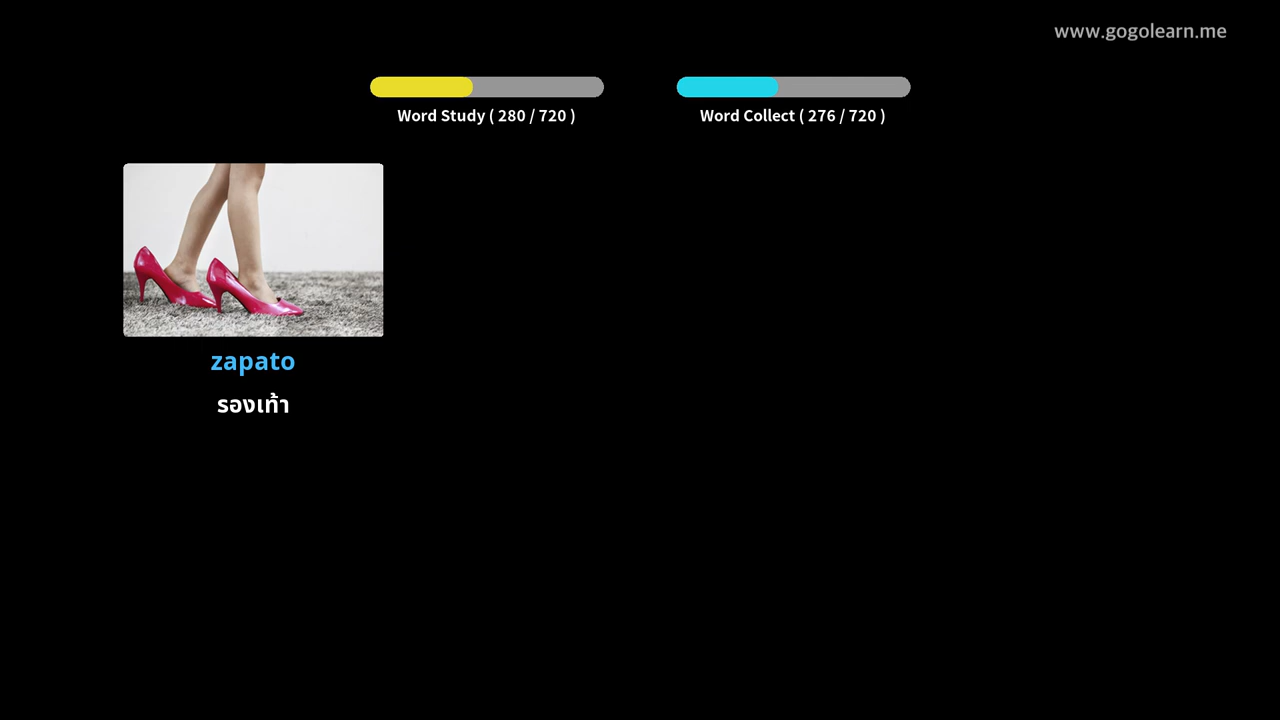 www.gogolearn.me
Word Study ( 280 / 720 )
Word Collect ( 276 / 720 )
zapato
รองเท้า